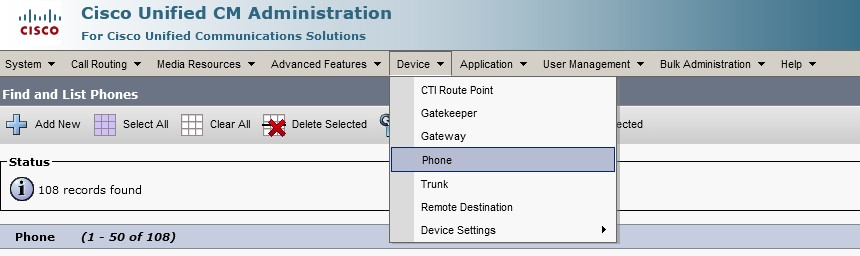 CISCO
Cisco Unified CM Administration
For Cisco Unified Communications Solutions
System Call Routing Media Resources Advanced Features Device Application User Management Bulk Administration Help
Find and List Phones
Add New Select All Clear All Delete Selected
CTI Route Point
Gatekeeper
Gateway
Phone
Trunk
Remote Destination
Device Settings
Status
108 records found
Phone (1 - 50 of 108)